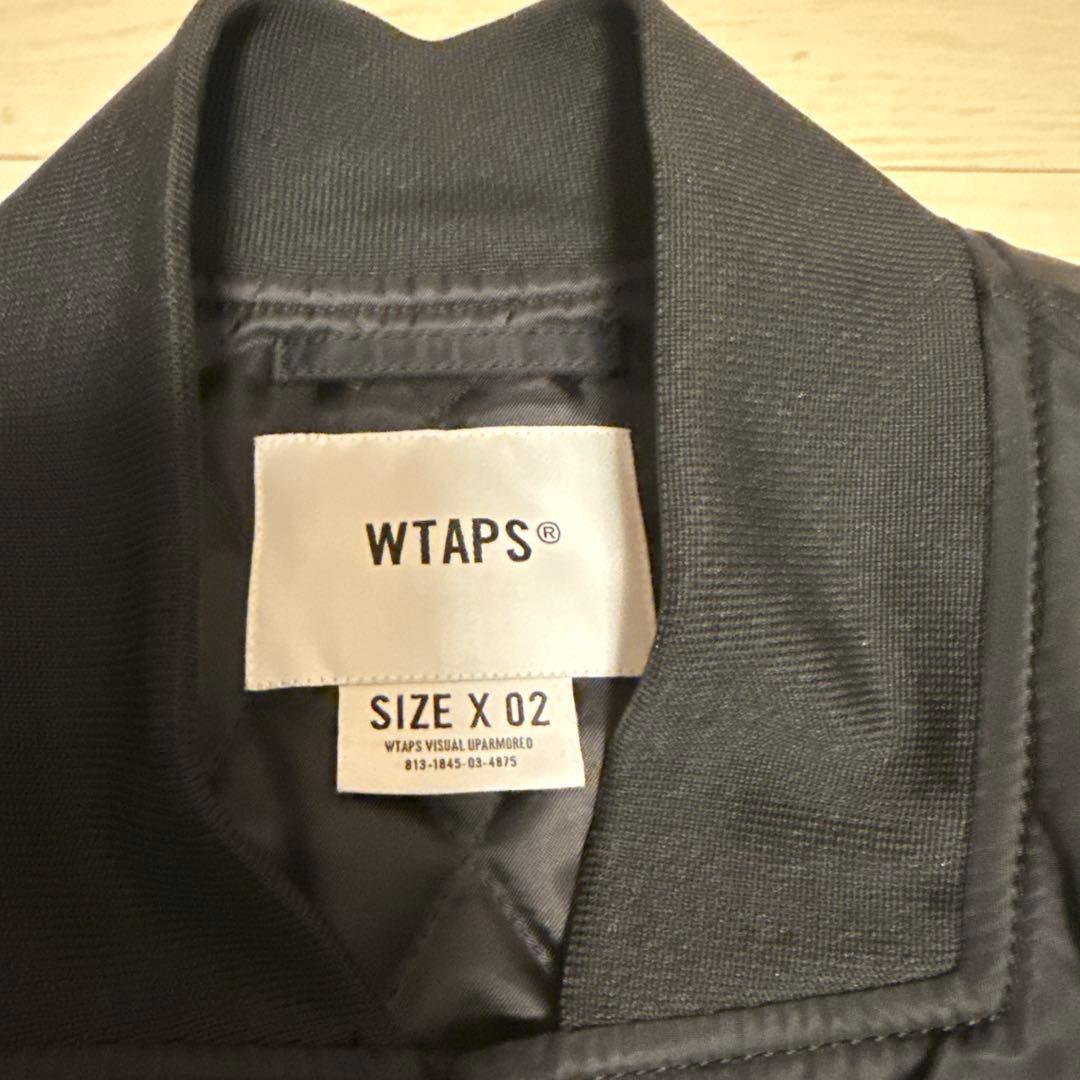 WTAPS®
SIZE X 02
WTAPS VISUAL UPARMORED
813-1845-03-4875